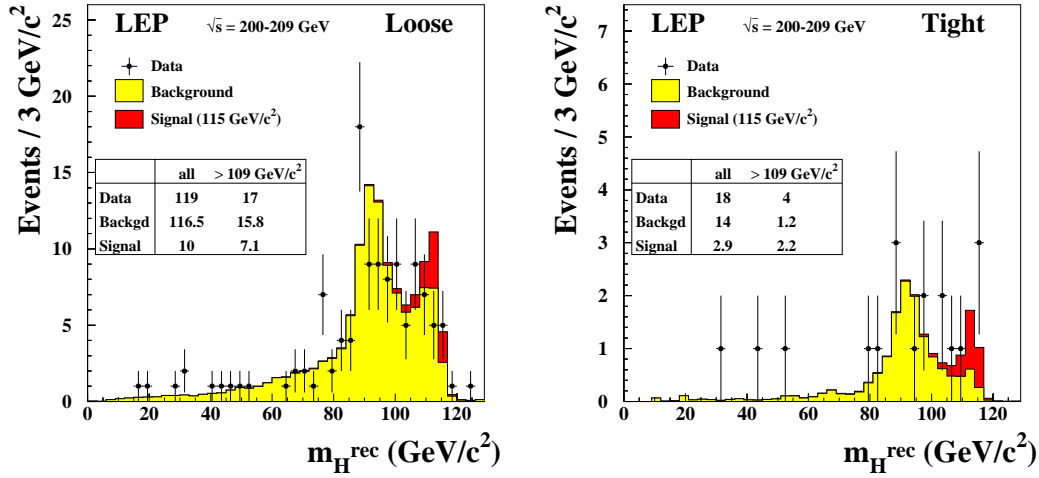 LEP √s = 200-209 GeV Loose
Data
Background
Signal (115 GeV/c²)
all > 109 GeV/c²
Data 119 17
Backgd 116.5 15.8
Signal 10 7.1
Events / 3 GeV/c²
25
20
15
10
5
0
0 20 40 60 80 100 120
m_H^rec (GeV/c²)
LEP √s = 200-209 GeV Tight
Data
Background
Signal (115 GeV/c²)
all > 109 GeV/c²
Data 18 4
Backgd 14 1.2
Signal 2.9 2.2
Events / 3 GeV/c²
7
6
5
4
3
2
1
0
0 20 40 60 80 100 120
m_H^rec (GeV/c²)